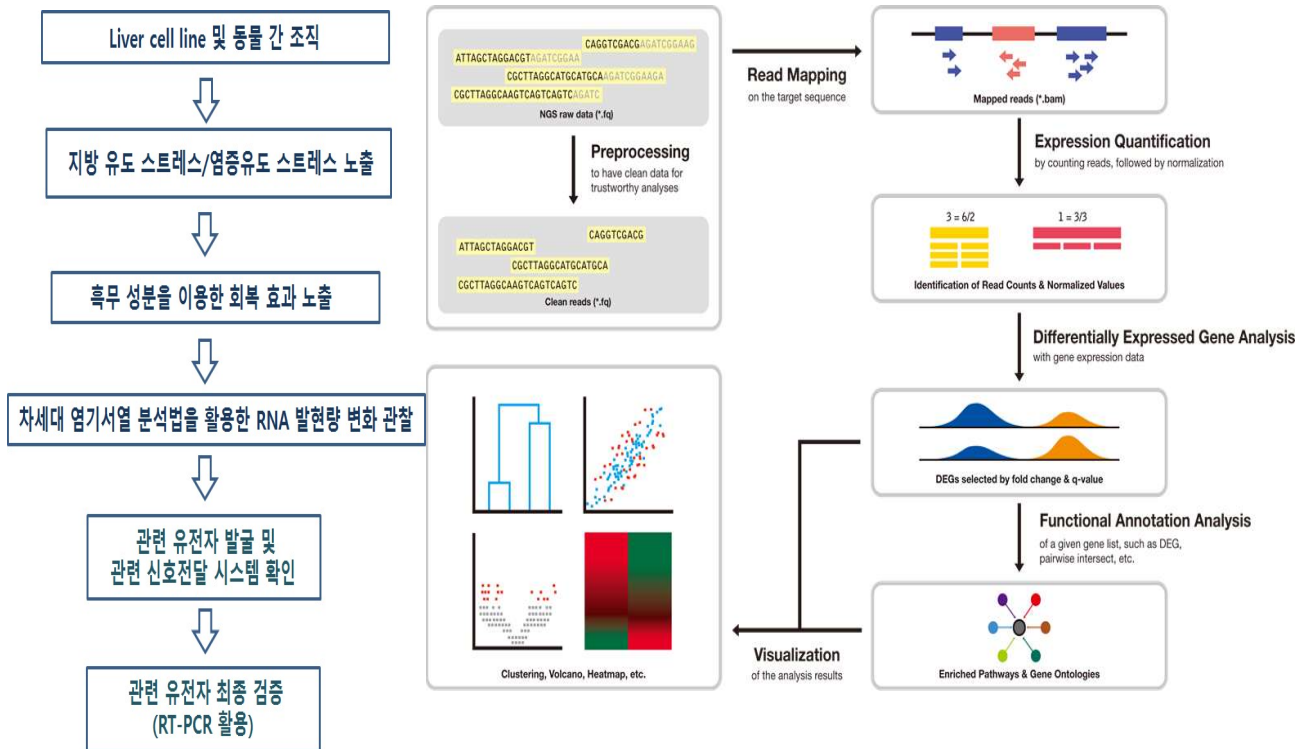 Liver cell line 및 동물 간 조직
지방 유도 스트레스/염증유도 스트레스 노출
흑무 성분을 이용한 회복 효과 노출
차세대 염기서열 분석법을 활용한 RNA 발현량 변화 관찰
관련 유전자 발굴 및
관련 신호전달 시스템 확인
관련 유전자 최종 검증
(RT-PCR 활용)
CAGGTCGACGAGATCGGAAG
ATTAGCTAGGACGTAGATCGGAA
CGCTTAGGCATGCATGCAAGATCGGAAGA
CGCTTAGGCAAGTCAGTCAGTCAGATC
NGS raw data (*.fq)
Preprocessing
to have clean data for
trustworthy analyses
CAGGTCGACG
ATTAGCTAGGACGT
CGCTTAGGCATGCATGCA
CGCTTAGGCAAGTCAGTCAGTC
Clean reads (*.fq)
Read Mapping
on the target sequence
Mapped reads (*.bam)
Expression Quantification
by counting reads, followed by normalization
3 = 6/2
1 = 3/3
Identification of Read Counts & Normalized Values
Differentially Expressed Gene Analysis
with gene expression data
DEGs selected by fold change & q-value
Functional Annotation Analysis
of a given gene list, such as DEG,
pairwise intersect, etc.
Enriched Pathways & Gene Ontologies
Visualization
of the analysis results
Clustering, Volcano, Heatmap, etc.